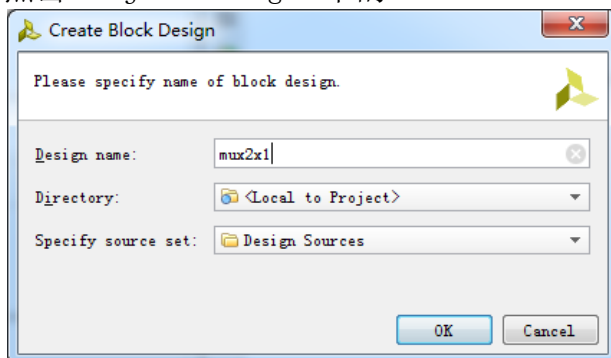 Create Block Design
Please specify name of block design.
Design name: mux2x1
Directory: <Local to Project>
Specify source set: Design Sources
OK Cancel